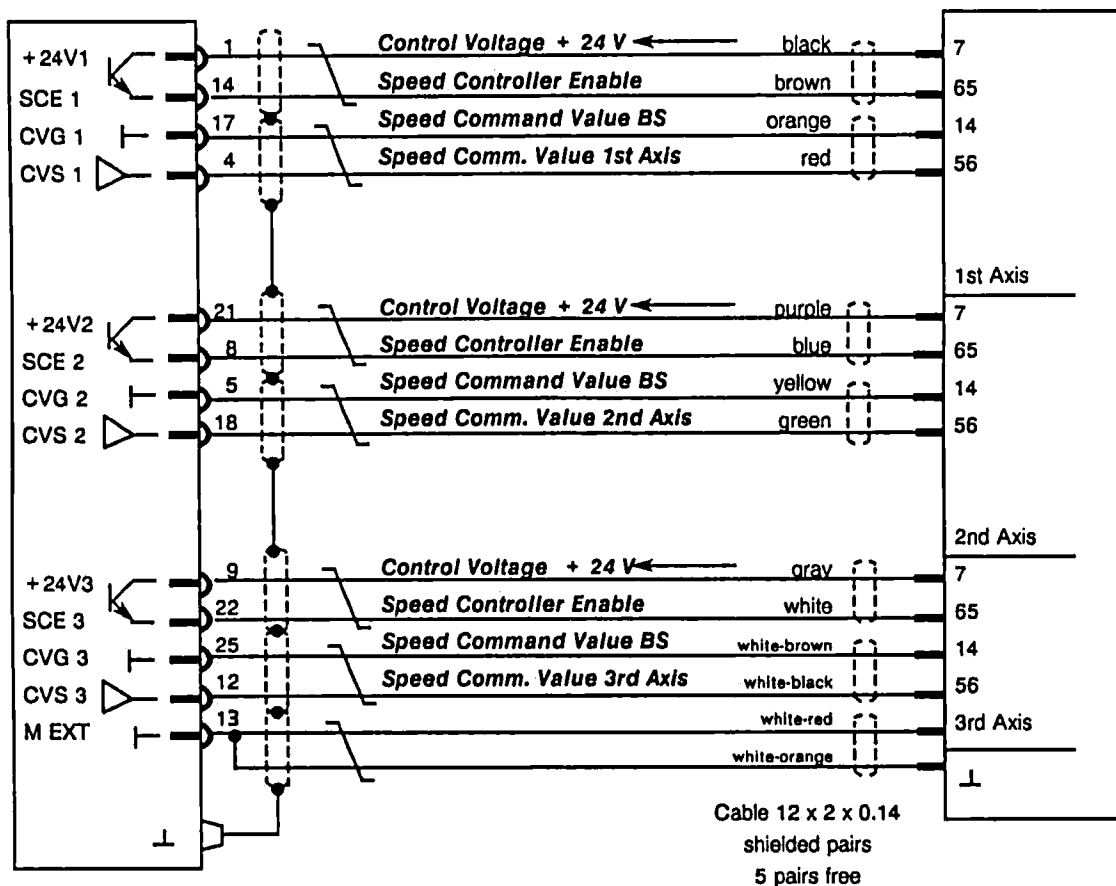 +24V1 1 Control Voltage + 24 V black 7
SCE 1 14 Speed Controller Enable brown 65
CVG 1 17 Speed Command Value BS orange 14
CVS 1 4 Speed Comm. Value 1st Axis red 56
1st Axis
+24V2 21 Control Voltage + 24 V purple 7
SCE 2 8 Speed Controller Enable blue 65
CVG 2 5 Speed Command Value BS yellow 14
CVS 2 18 Speed Comm. Value 2nd Axis green 56
2nd Axis
+24V3 9 Control Voltage + 24 V gray 7
SCE 3 22 Speed Controller Enable white 65
CVG 3 25 Speed Command Value BS white-brown 14
CVS 3 12 Speed Comm. Value 3rd Axis white-black 56
M EXT 13 white-red 3rd Axis
white-orange
Cable 12 x 2 x 0.14
shielded pairs
5 pairs free